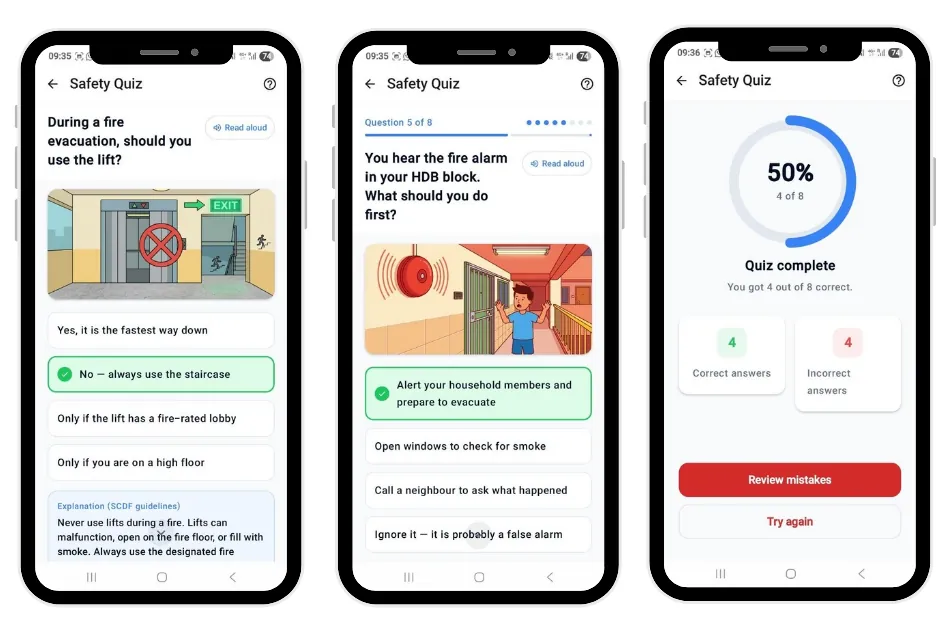 09:35
74
Safety Quiz
During a fire
evacuation, should you
use the lift?
Read aloud
EXIT
Yes, it is the fastest way down
No — always use the staircase
Only if the lift has a fire-rated lobby
Only if you are on a high floor
Explanation (SCDF guidelines)
Never use lifts during a fire. Lifts can
malfunction, open on the fire floor, or fill with
smoke. Always use the designated fire
09:35
74
Safety Quiz
Question 5 of 8
You hear the fire alarm
in your HDB block.
What should you do
first?
Read aloud
Alert your household members and
prepare to evacuate
Open windows to check for smoke
Call a neighbour to ask what happened
Ignore it — it is probably a false alarm
09:36
74
Safety Quiz
50%
4 of 8
Quiz complete
You got 4 out of 8 correct.
4
Correct answers
4
Incorrect
answers
Review mistakes
Try again